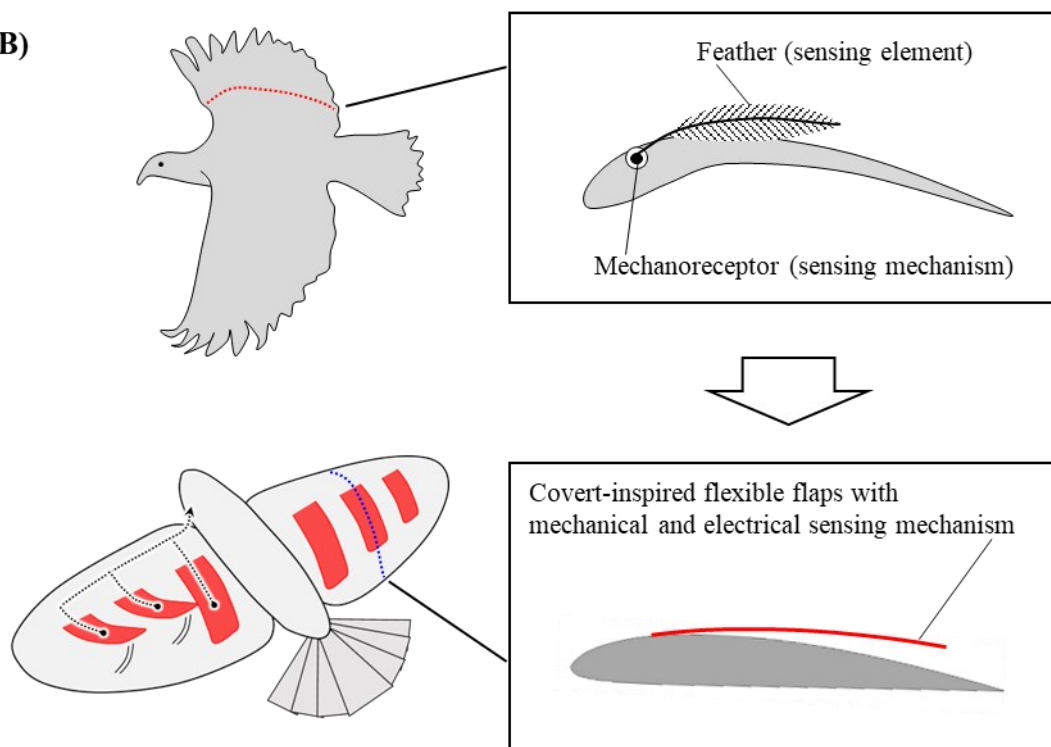 B)
Feather (sensing element)
Mechanoreceptor (sensing mechanism)
Covert-inspired flexible flaps with
mechanical and electrical sensing mechanism